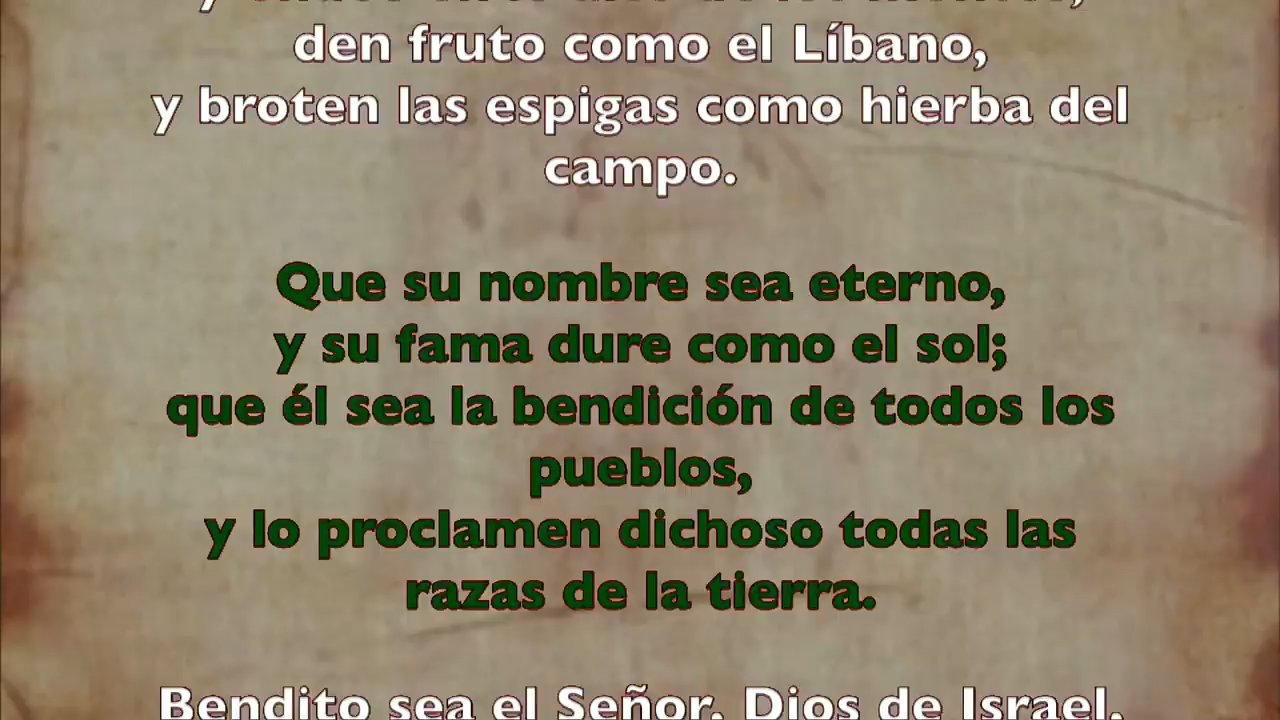 den fruto como el Líbano,
y broten las espigas como hierba del
campo.
Que su nombre sea eterno,
y su fama dure como el sol;
que él sea la bendición de todos los
pueblos,
y lo proclamen dichoso todas las
razas de la tierra.
Bendito sea el Señor, Dios de Israel,